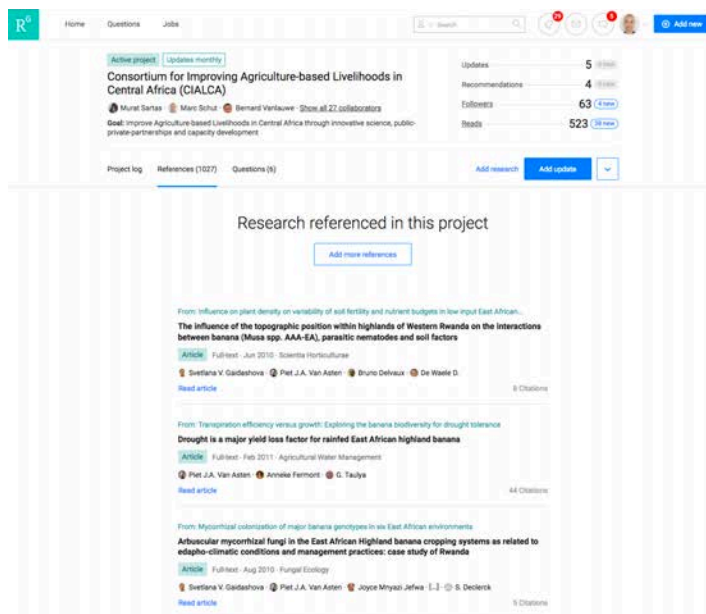 R⁶
Home Questions Jobs
Search
29
5
Add new
Active project Updates monthly
Consortium for Improving Agriculture-based Livelihoods in
Central Africa (CIALCA)
Murat Sartas · Marc Schut · Bernard Vanlauwe · Show all 27 collaborators
Goal: Improve Agriculture-based Livelihoods in Central Africa through innovative science, public-
private-partnerships and capacity development
Updates 5
Recommendations 4
Followers 63 4 new
Reads 523 39 new
Project log References (1027) Questions (6)
Add research Add update
Research referenced in this project
Add more references
From: Influence on plant density on variability of soil fertility and nutrient budgets in low input East African...
The influence of the topographic position within highlands of Western Rwanda on the interactions
between banana (Musa spp. AAA-EA), parasitic nematodes and soil factors
Article Full-text · Jun 2010 · Scientia Horticulturae
Svetlana V. Gaidashova · Piet J.A. Van Asten · Bruno Delvaux · De Waele D.
Read article
8 Citations
From: Transpiration efficiency versus growth: Exploring the banana biodiversity for drought tolerance
Drought is a major yield loss factor for rainfed East African highland banana
Article Full-text · Feb 2011 · Agricultural Water Management
Piet J.A. Van Asten · Anneke Fermont · G. Taulya
Read article
44 Citations
From: Mycorrhizal colonization of major banana genotypes in six East African environments
Arbuscular mycorrhizal fungi in the East African Highland banana cropping systems as related to
edapho-climatic conditions and management practices: case study of Rwanda
Article Full-text · Aug 2010 · Fungal Ecology
Svetlana V. Gaidashova · Piet J.A. Van Asten · Joyce Mnyazi Jefwa · [...] · S. Declerck
Read article
5 Citations